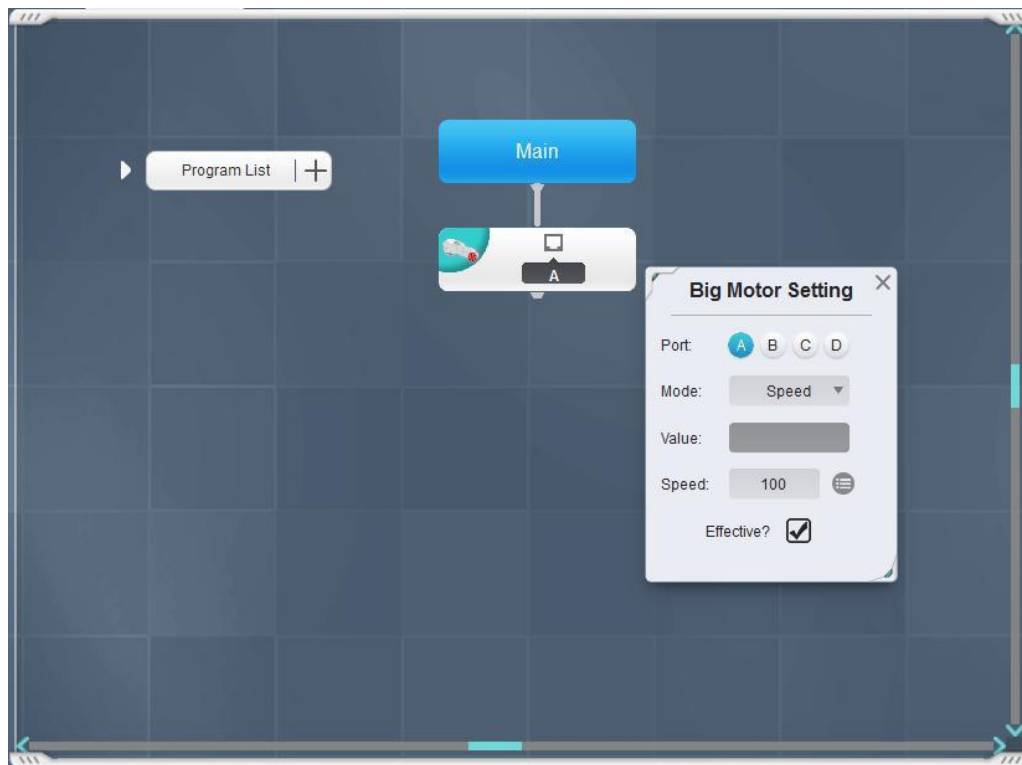 Main
Program List
A
Big Motor Setting
Port: A B C D
Mode: Speed
Value:
Speed: 100
Effective?